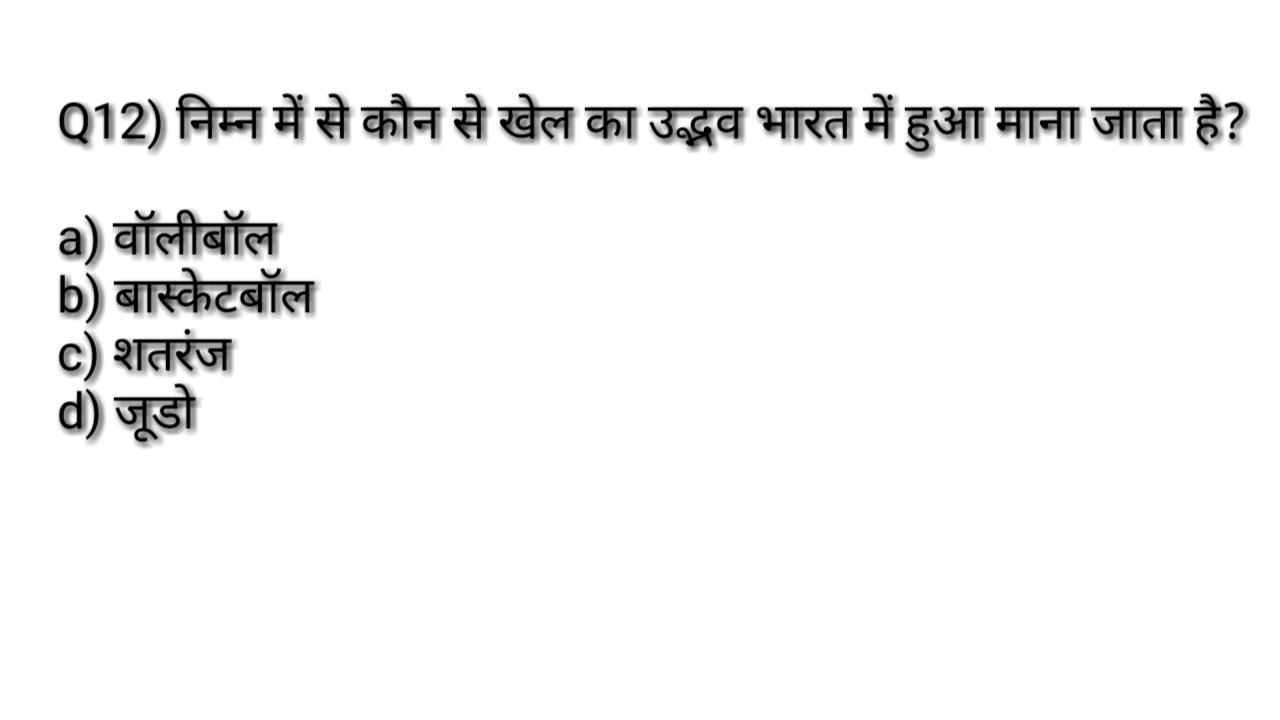 Q12) निम्न में से कौन से खेल का उद्भव भारत में हुआ माना जाता है?
a) वॉलीबॉल
b) बास्केटबॉल
c) शतरंज
d) जूडो